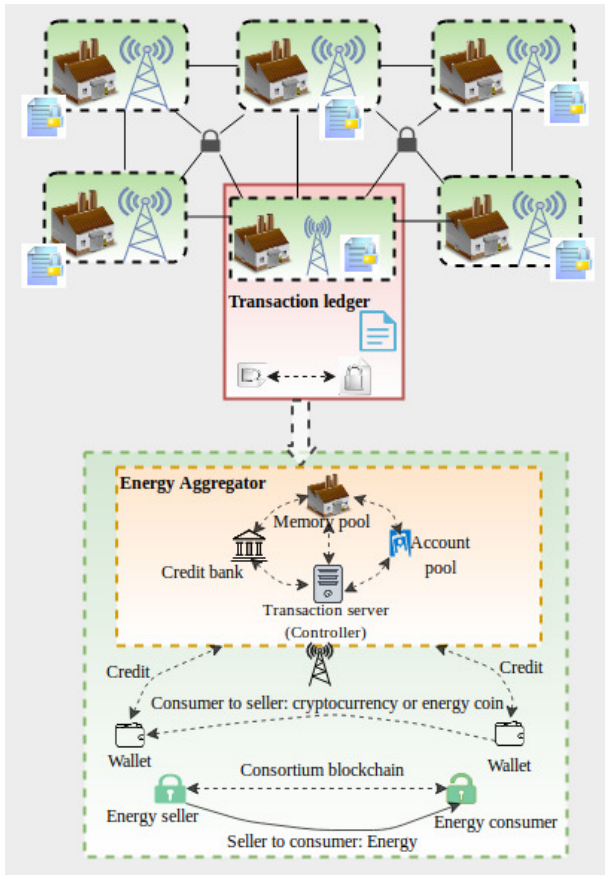 Transaction ledger
Energy Aggregator
Memory pool
Credit bank
Account
pool
Transaction server
(Controller)
Credit
Credit
Consumer to seller: cryptocurrency or energy coin
Wallet
Wallet
Consortium blockchain
Energy seller
Energy consumer
Seller to consumer: Energy